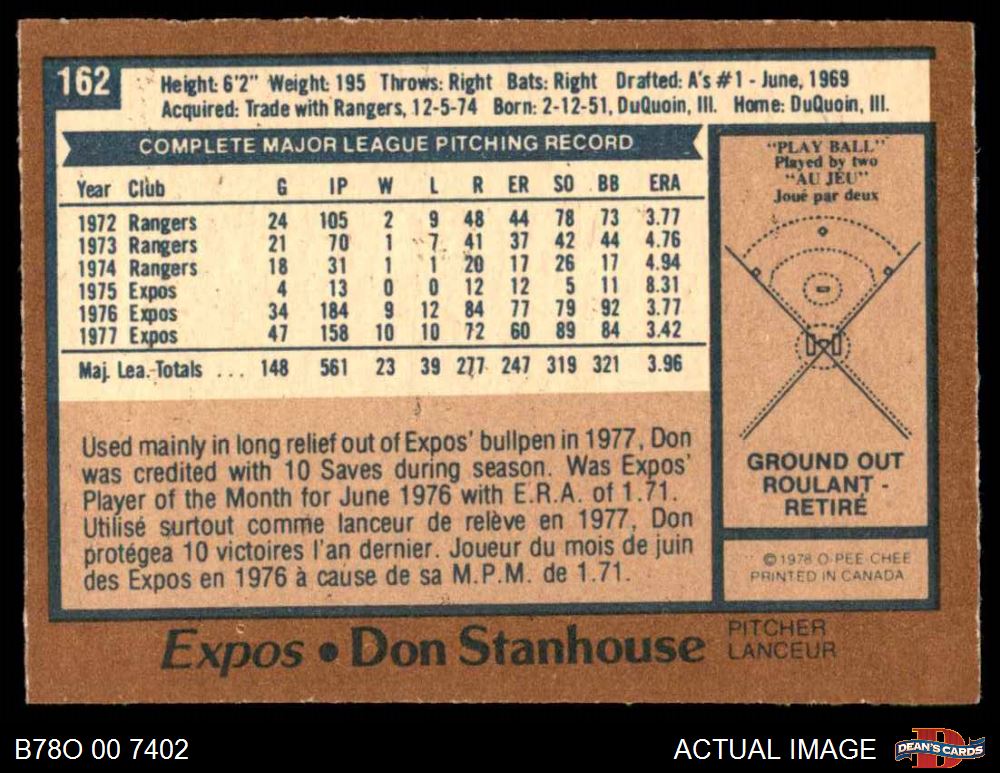 162
Height: 6'2" Weight: 195 Throws: Right Bats: Right Drafted: A's #1 - June, 1969
Acquired: Trade with Rangers, 12-5-74 Born: 2-12-51, DuQuoin, Ill. Home: DuQuoin, Ill.
COMPLETE MAJOR LEAGUE PITCHING RECORD
Year Club G IP W L R ER SO BB ERA
1972 Rangers 24 105 2 9 48 44 78 73 3.77
1973 Rangers 21 70 1 7 41 37 42 44 4.76
1974 Rangers 18 31 1 1 20 17 26 17 4.94
1975 Expos 4 13 0 0 12 12 5 11 8.31
1976 Expos 34 184 9 12 84 77 79 92 3.77
1977 Expos 47 158 10 10 72 60 89 84 3.42
Maj. Lea. Totals ... 148 561 23 39 277 247 319 321 3.96
Used mainly in long relief out of Expos' bullpen in 1977, Don
was credited with 10 Saves during season. Was Expos'
Player of the Month for June 1976 with E.R.A. of 1.71.
Utilisé surtout comme lanceur de relève en 1977, Don
protégea 10 victoires l'an dernier. Joueur du mois de juin
des Expos en 1976 à cause de sa M.P.M. de 1.71.
"PLAY BALL"
Played by two
"AU JEU"
Joué par deux
GROUND OUT
ROULANT -
RETIRÉ
© 1978 O-PEE-CHEE
PRINTED IN CANADA
Expos • Don Stanhouse
PITCHER
LANCEUR
B78O 00 7402
ACTUAL IMAGE
DEAN'S CARDS